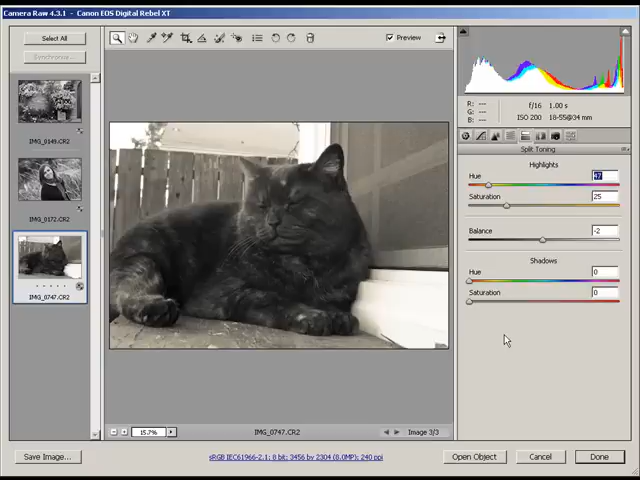 Camera Raw 4.3.1 - Canon EOS Digital Rebel XT
Select All
Synchronize...
Preview
R: ---
G: ---
B: ---
f/16 1.00 s
ISO 200 18-55@34 mm
Split Toning
Highlights
Hue 47
Saturation 25
Balance -2
Shadows
Hue 0
Saturation 0
IMG_0149.CR2
IMG_0172.CR2
IMG_0747.CR2
15.7%
IMG_0747.CR2
Image 3/3
Save Image...
sRGB IEC61966-2.1; 8 bit; 3456 by 2304 (8.0MP); 240 ppi
Open Object
Cancel
Done